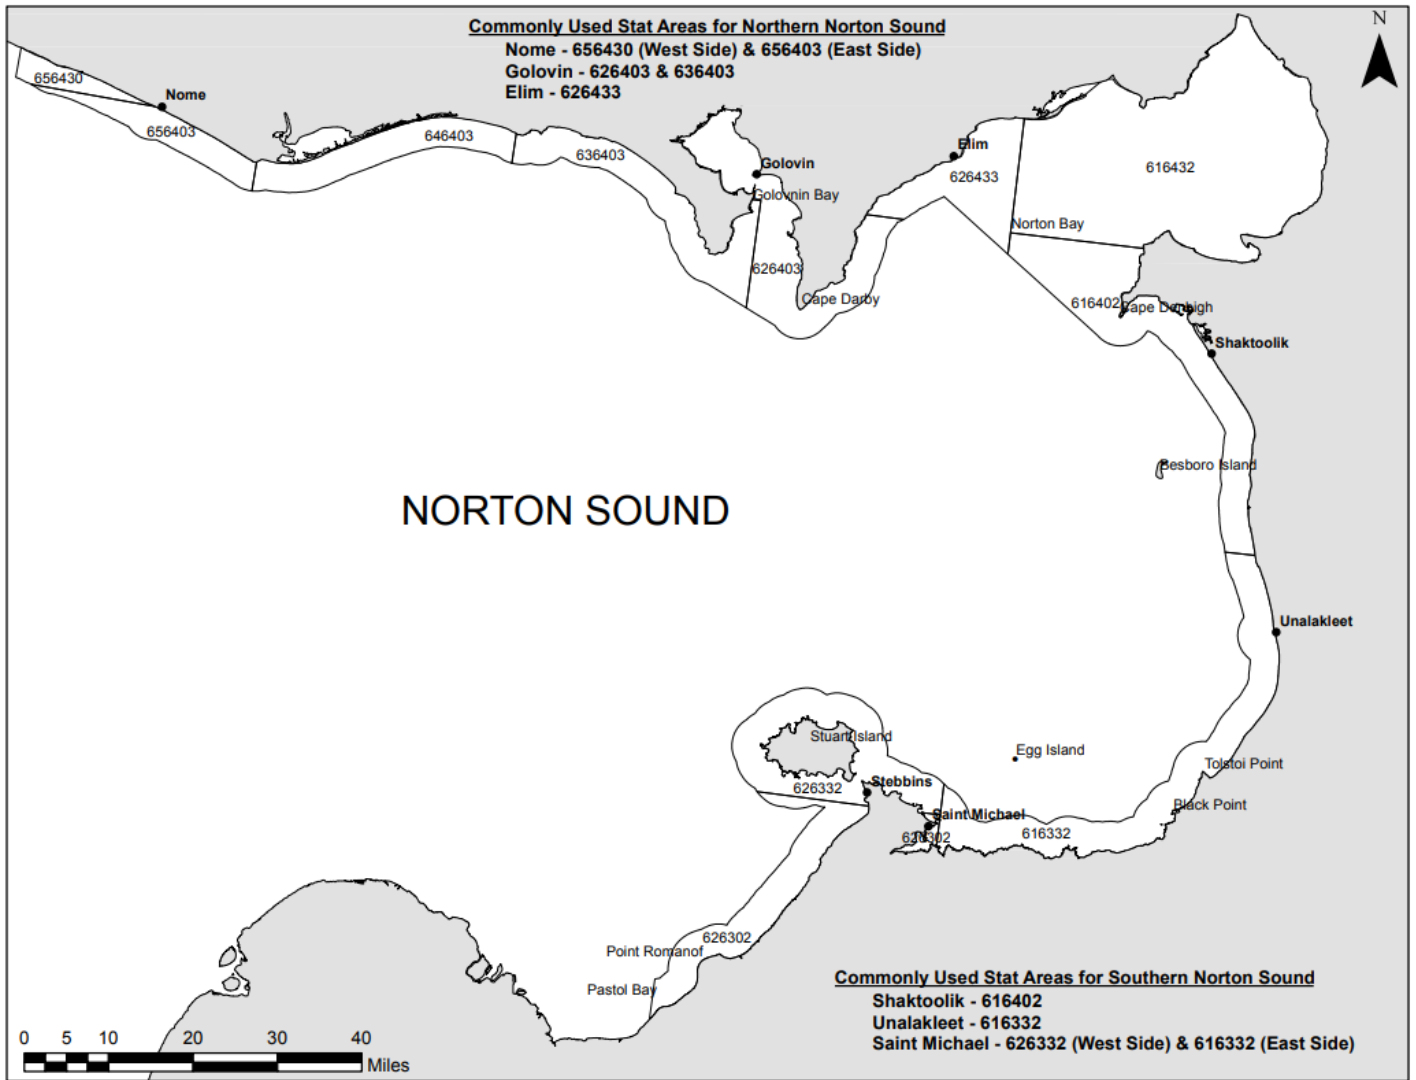 Commonly Used Stat Areas for Northern Norton Sound
Nome - 656430 (West Side) & 656403 (East Side)
Golovin - 626403 & 636403
Elim - 626433
N
656430
Nome
656403
646403
636403
Golovin
Golovnin Bay
626403
Cape Darby
Elim
626433
616432
Norton Bay
616402
Cape Denbigh
Shaktoolik
Besboro Island
NORTON SOUND
Unalakleet
Stuart Island
Egg Island
Tolstoi Point
626332
Stebbins
Black Point
Saint Michael
626302
616332
626302
Point Romanof
Pastol Bay
Commonly Used Stat Areas for Southern Norton Sound
Shaktoolik - 616402
Unalakleet - 616332
Saint Michael - 626332 (West Side) & 616332 (East Side)
0 5 10 20 30 40
Miles